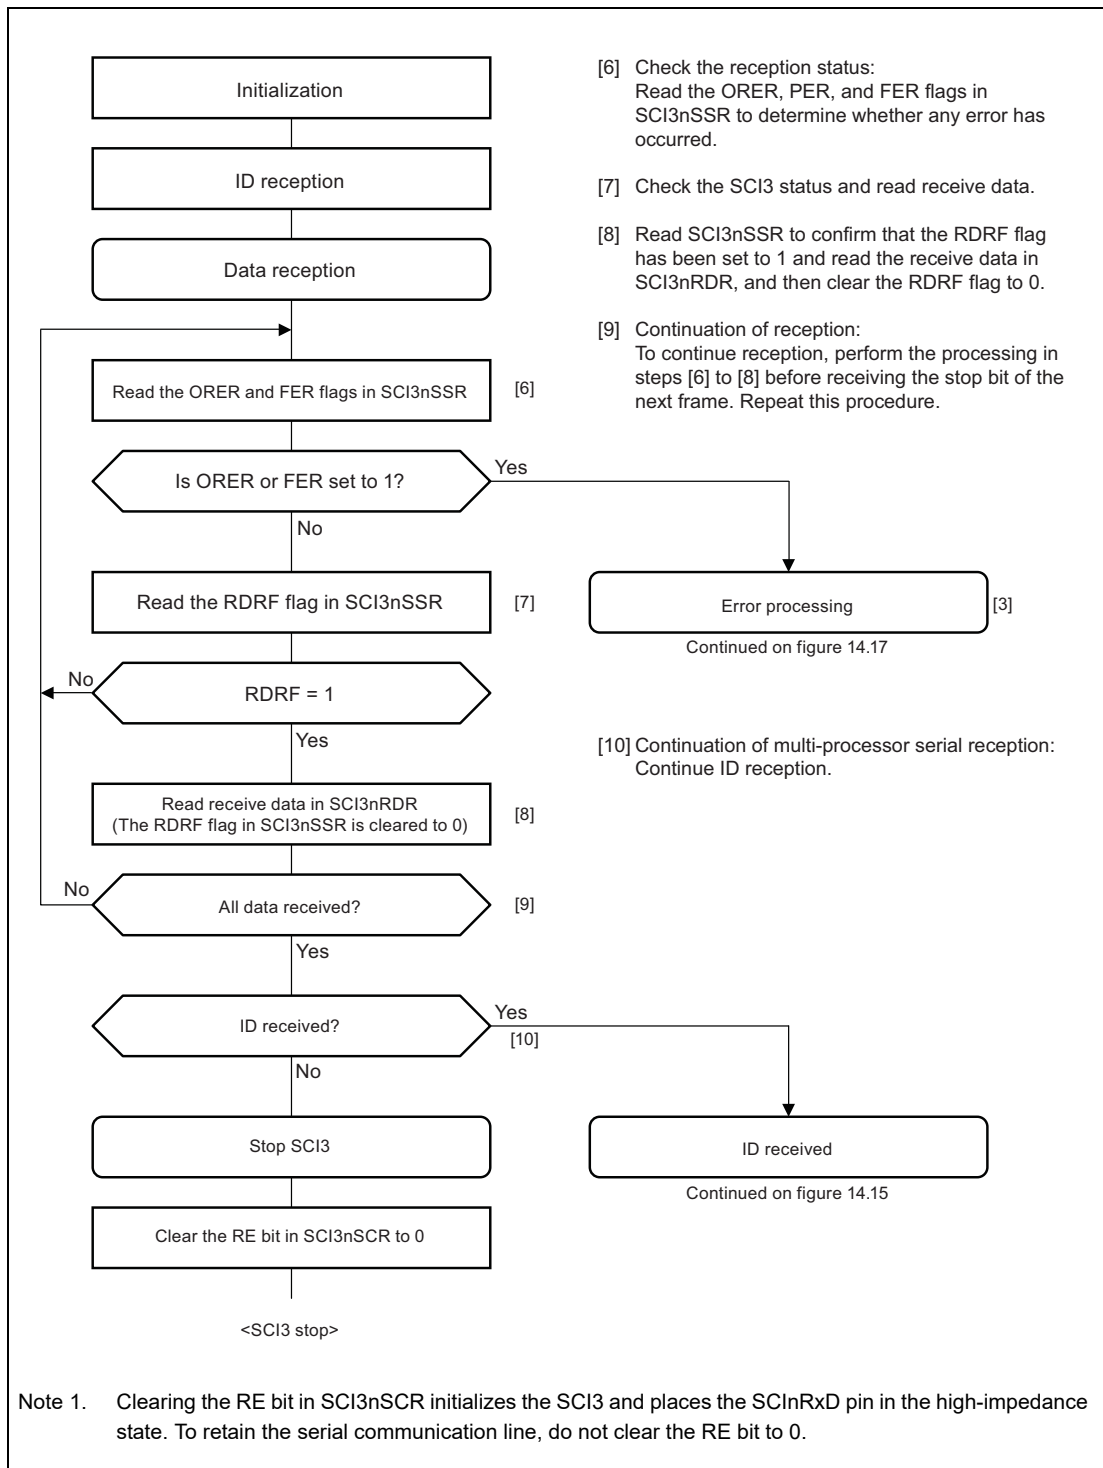 Initialization
ID reception
Data reception
Read the ORER and FER flags in SCI3nSSR
[6]
Is ORER or FER set to 1?
Yes
No
Read the RDRF flag in SCI3nSSR
[7]
Error processing
[3]
Continued on figure 14.17
No
RDRF = 1
Yes
Read receive data in SCI3nRDR
(The RDRF flag in SCI3nSSR is cleared to 0)
[8]
No
All data received?
[9]
Yes
ID received?
Yes
[10]
No
Stop SCI3
ID received
Continued on figure 14.15
Clear the RE bit in SCI3nSCR to 0
<SCI3 stop>
[6] Check the reception status:
Read the ORER, PER, and FER flags in
SCI3nSSR to determine whether any error has
occurred.
[7] Check the SCI3 status and read receive data.
[8] Read SCI3nSSR to confirm that the RDRF flag
has been set to 1 and read the receive data in
SCI3nRDR, and then clear the RDRF flag to 0.
[9] Continuation of reception:
To continue reception, perform the processing in
steps [6] to [8] before receiving the stop bit of the
next frame. Repeat this procedure.
[10] Continuation of multi-processor serial reception:
Continue ID reception.
Note 1. Clearing the RE bit in SCI3nSCR initializes the SCI3 and places the SCInRxD pin in the high-impedance
state. To retain the serial communication line, do not clear the RE bit to 0.